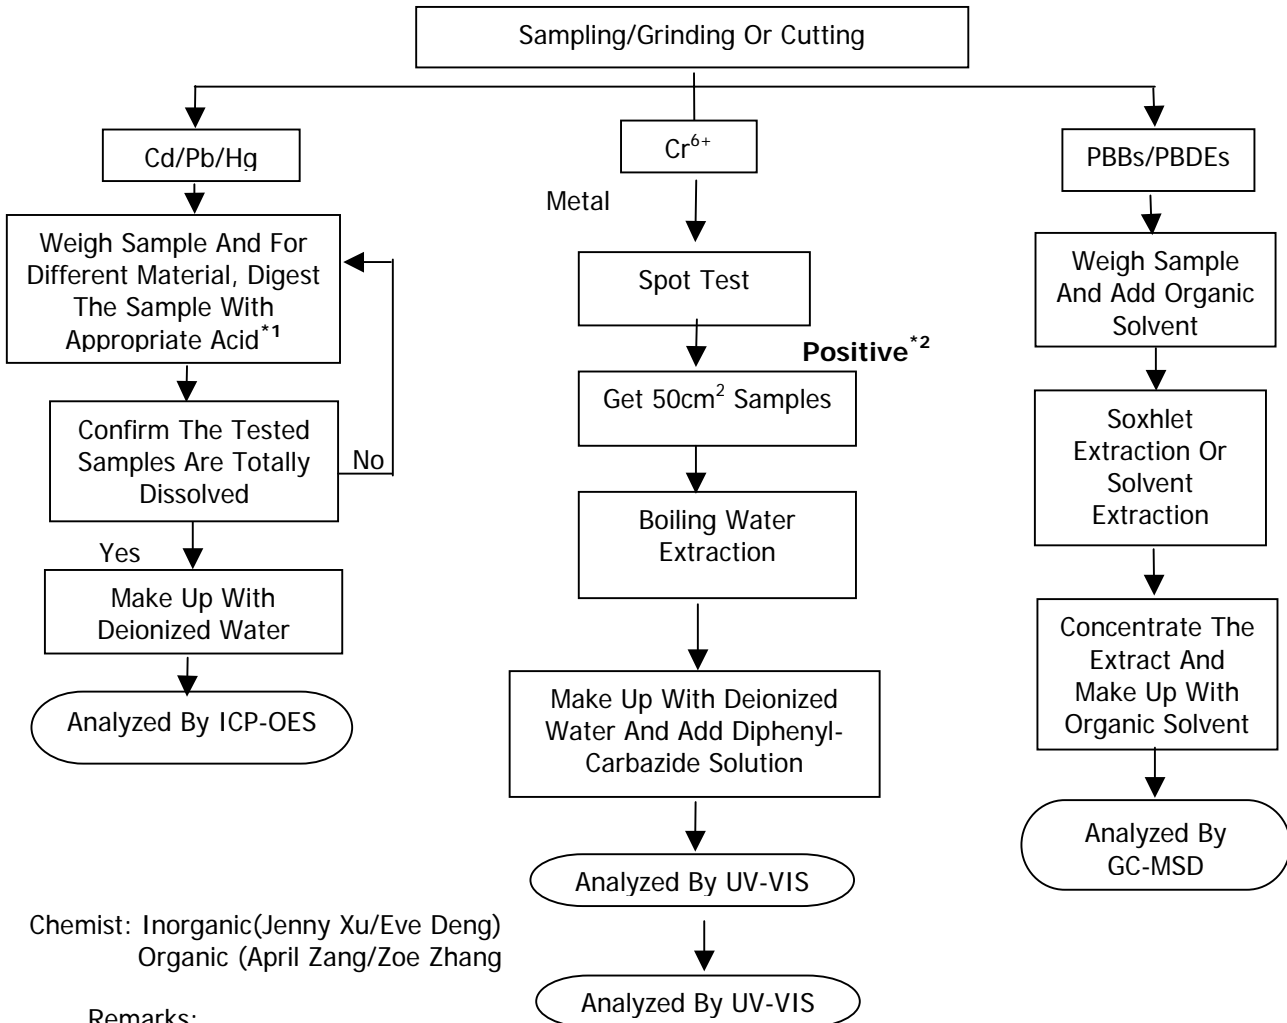 Sampling/Grinding Or Cutting
Cd/Pb/Hg
Weigh Sample And For
Different Material, Digest
The Sample With
Appropriate Acid*1
Confirm The Tested
Samples Are Totally
Dissolved
No
Yes
Make Up With
Deionized Water
Analyzed By ICP-OES
Cr6+
Metal
Spot Test
Positive*2
Get 50cm2 Samples
Boiling Water
Extraction
Make Up With Deionized
Water And Add Diphenyl-
Carbazide Solution
Analyzed By UV-VIS
Analyzed By UV-VIS
PBBs/PBDEs
Weigh Sample
And Add Organic
Solvent
Soxhlet
Extraction Or
Solvent
Extraction
Concentrate The
Extract And
Make Up With
Organic Solvent
Analyzed By
GC-MSD
Chemist: Inorganic(Jenny Xu/Eve Deng)
Organic (April Zang/Zoe Zhang
Remarks: